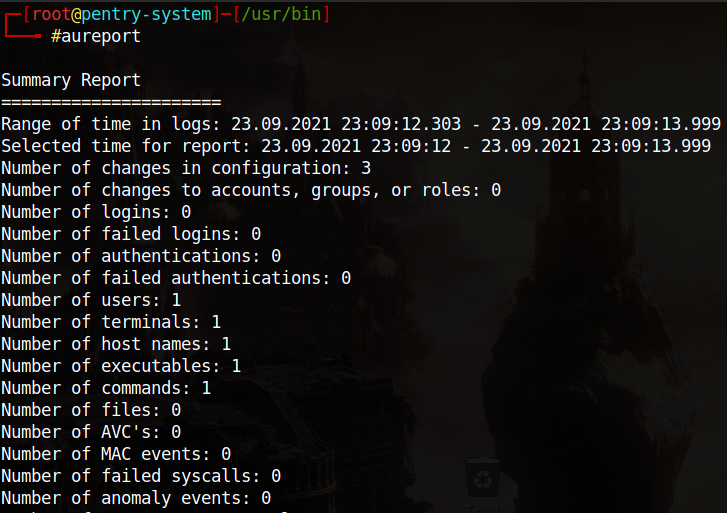 [root@pentry-system]─[/usr/bin]
#aureport
Summary Report
======================
Range of time in logs: 23.09.2021 23:09:12.303 - 23.09.2021 23:09:13.999
Selected time for report: 23.09.2021 23:09:12 - 23.09.2021 23:09:13.999
Number of changes in configuration: 3
Number of changes to accounts, groups, or roles: 0
Number of logins: 0
Number of failed logins: 0
Number of authentications: 0
Number of failed authentications: 0
Number of users: 1
Number of terminals: 1
Number of host names: 1
Number of executables: 1
Number of commands: 1
Number of files: 0
Number of AVC's: 0
Number of MAC events: 0
Number of failed syscalls: 0
Number of anomaly events: 0